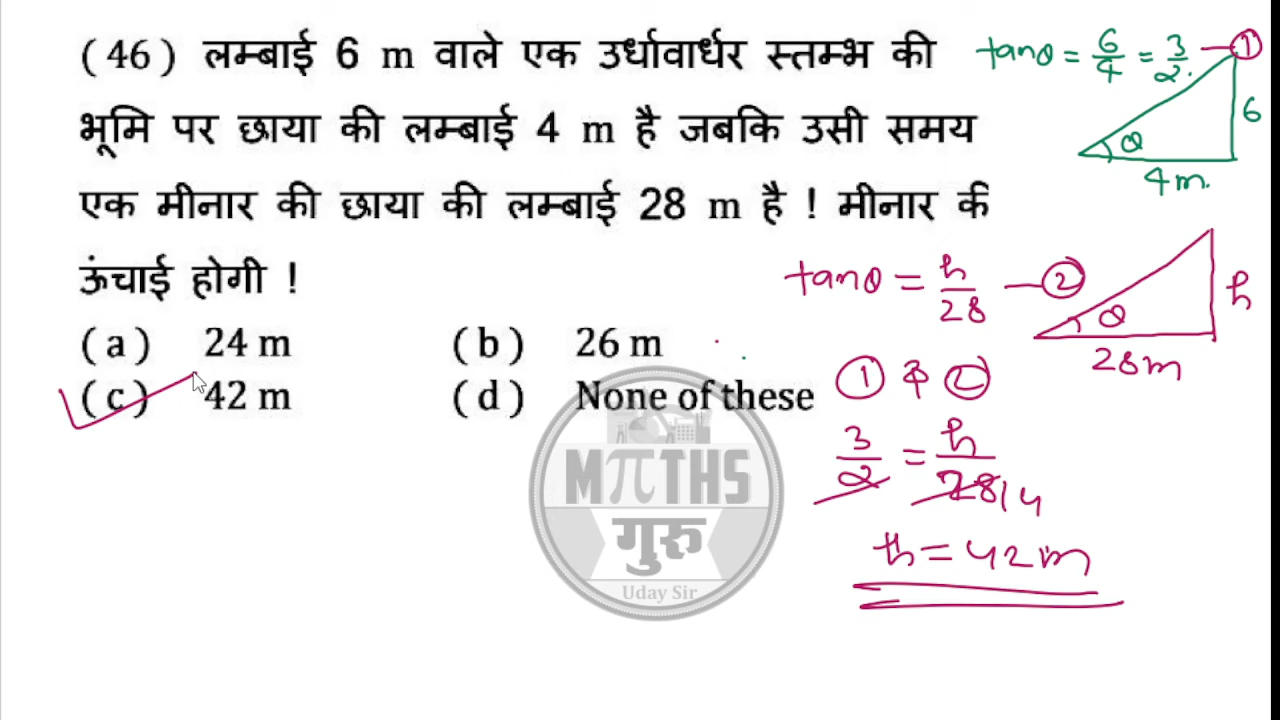 (46) लम्बाई 6 m वाले एक उर्धावार्धर स्तम्भ की
भूमि पर छाया की लम्बाई 4 m है जबकि उसी समय
एक मीनार की छाया की लम्बाई 28 m है ! मीनार की
ऊंचाई होगी !
(a) 24 m (b) 26 m
(c) 42 m (d) None of these
tanθ = 6/4 = 3/2. — 1
6
θ
4m.
tanθ = h/28 — 2
h
θ
28m
1 & 2
3/2 = h/28 14
h = 42m
MπTHS
गुरु
Uday Sir